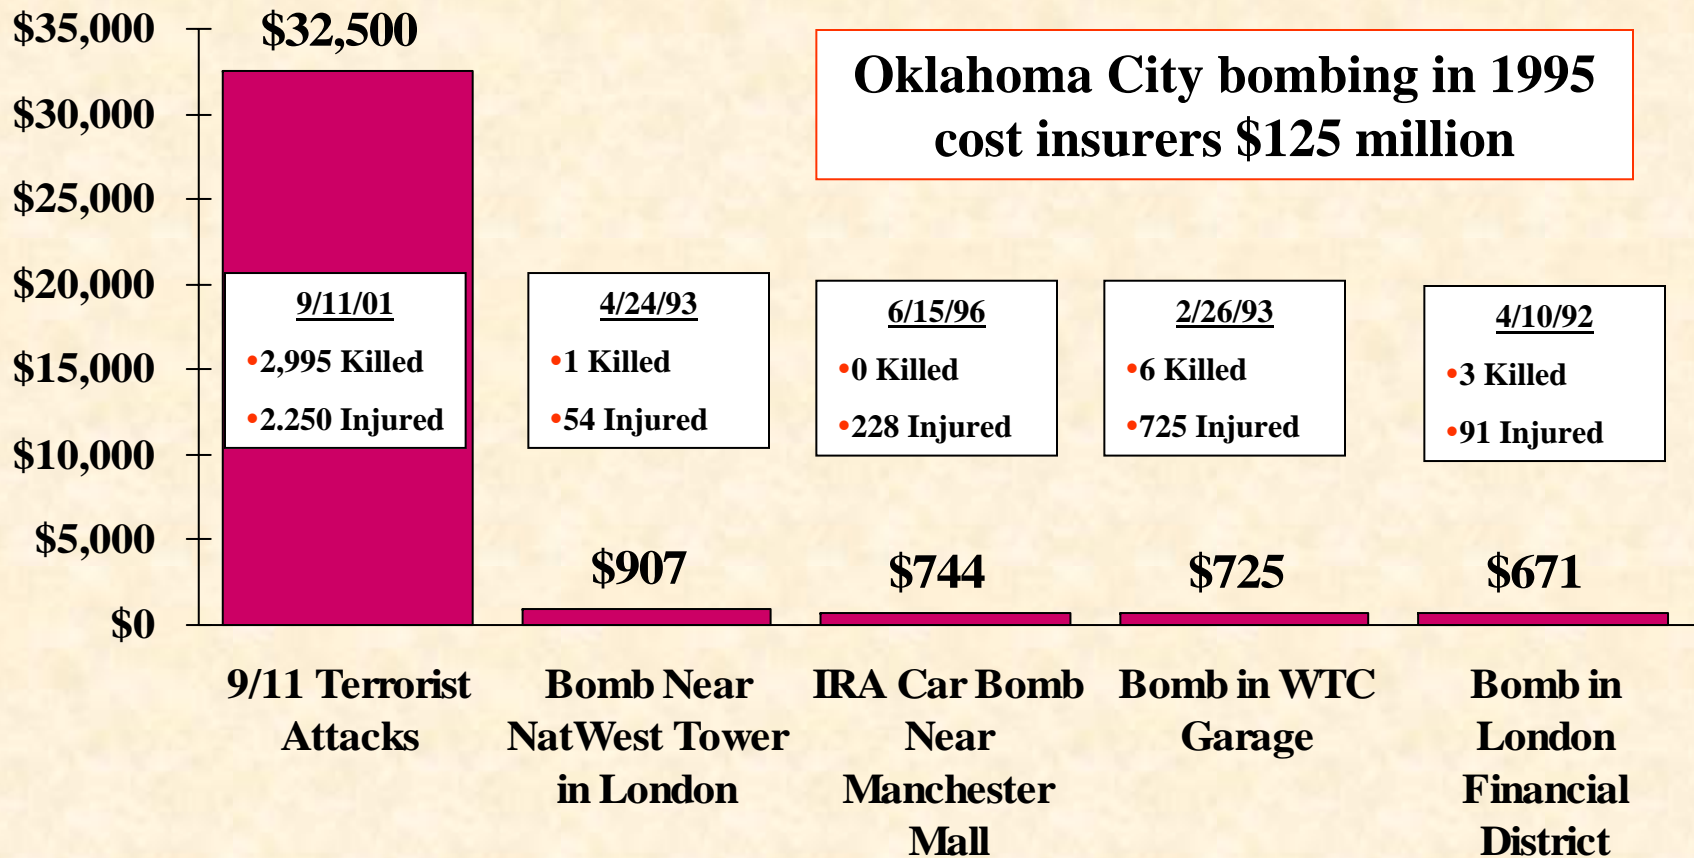 $35,000
$30,000
$25,000
$20,000
$15,000
$10,000
$5,000
$0
$32,500
Oklahoma City bombing in 1995
cost insurers $125 million
9/11/01
•2,995 Killed
•2.250 Injured
4/24/93
•1 Killed
•54 Injured
6/15/96
•0 Killed
•228 Injured
2/26/93
•6 Killed
•725 Injured
4/10/92
•3 Killed
•91 Injured
$907
$744
$725
$671
9/11 Terrorist
Attacks
Bomb Near
NatWest Tower
in London
IRA Car Bomb
Near
Manchester
Mall
Bomb in WTC
Garage
Bomb in
London
Financial
District